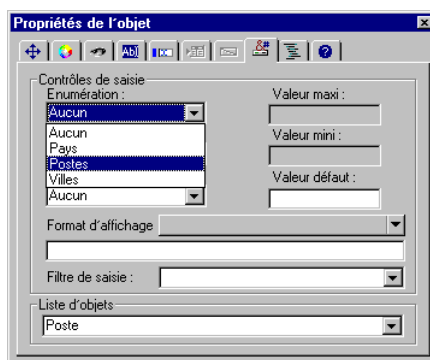 Propriétés de l'objet
Contrôles de saisie
Enumération :
Valeur maxi :
Aucun
Aucun
Pays
Postes
Villes
Valeur mini :
Aucun
Valeur défaut :
Format d'affichage
Filtre de saisie :
Liste d'objets
Poste